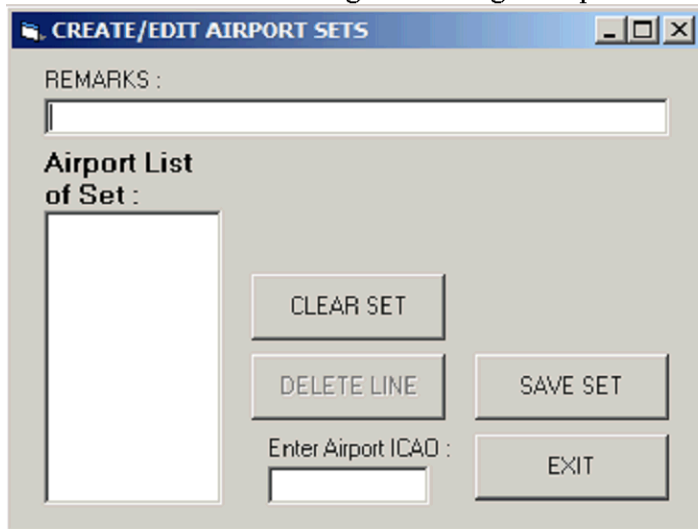 CREATE/EDIT AIRPORT SETS
REMARKS :
Airport List
of Set :
CLEAR SET
DELETE LINE
SAVE SET
Enter Airport ICAO :
EXIT